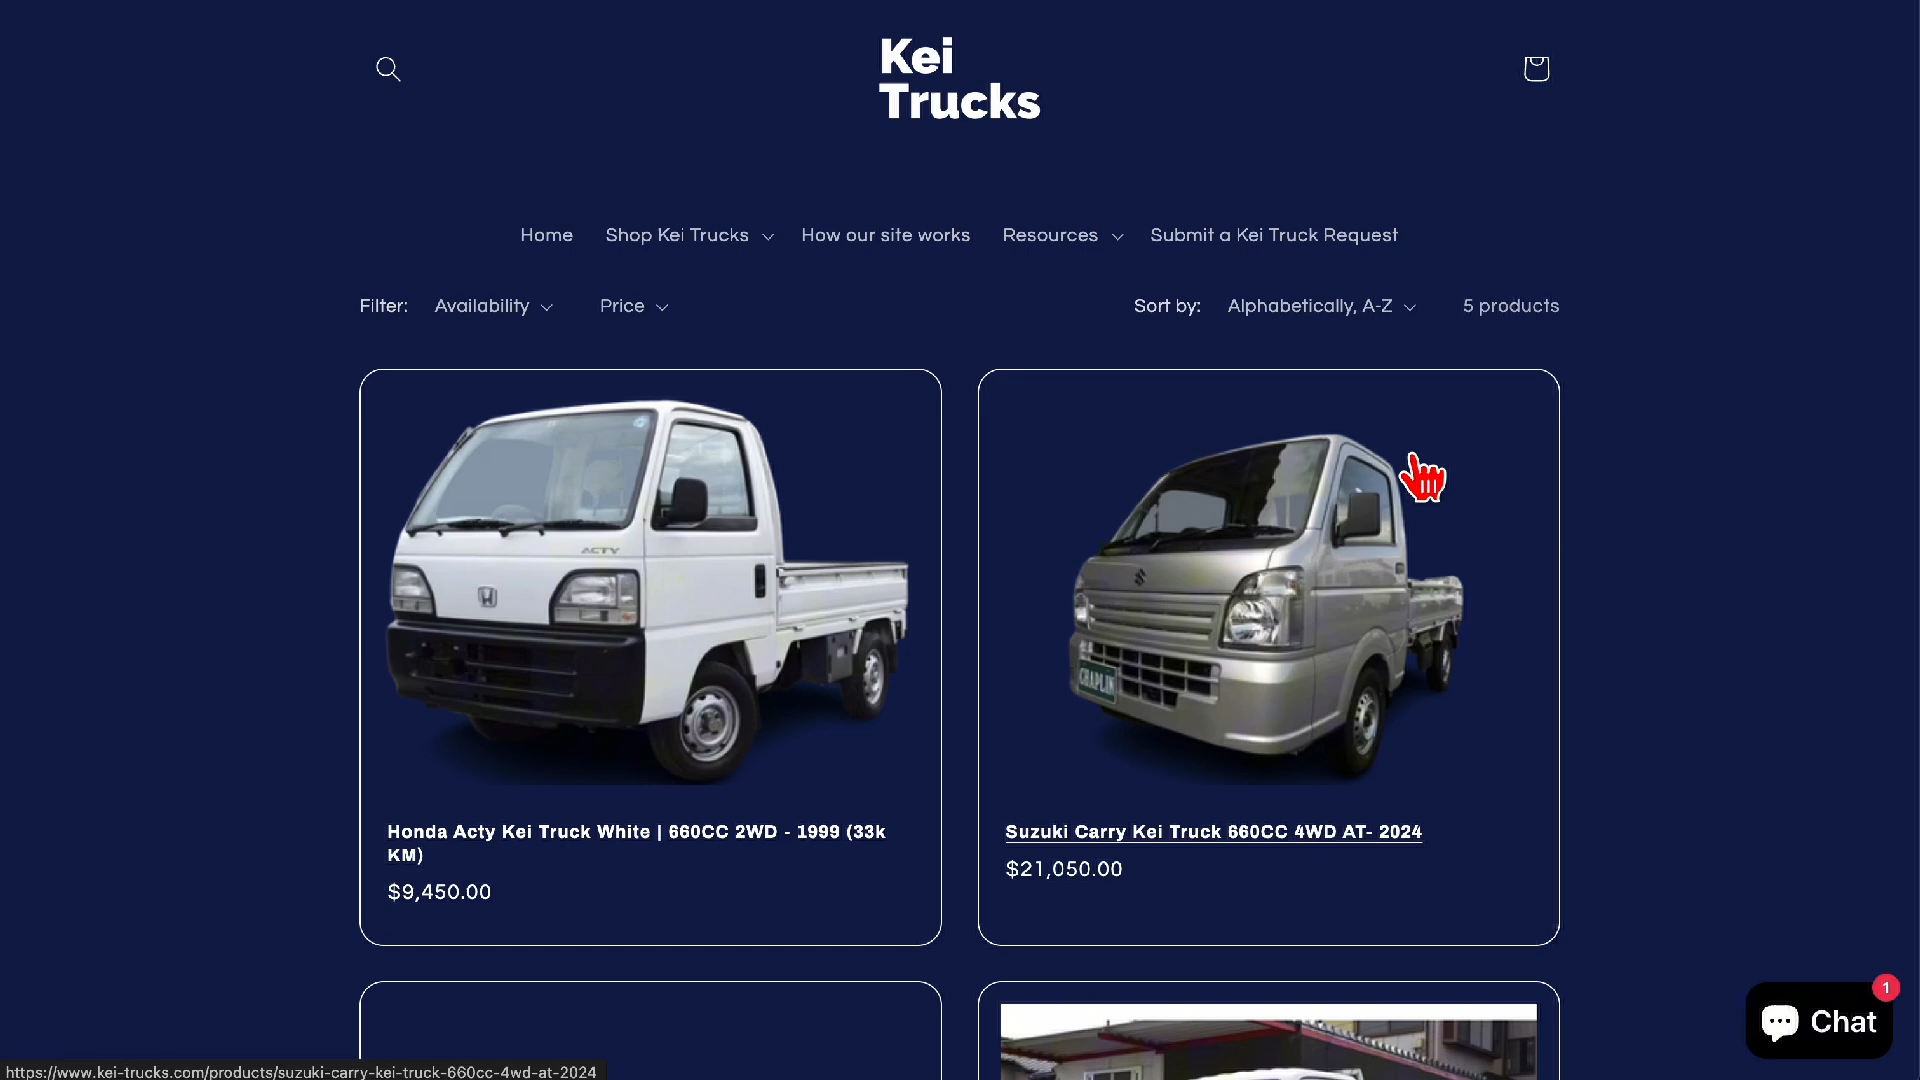 Kei
Trucks
Home
Shop Kei Trucks
How our site works
Resources
Submit a Kei Truck Request
Filter:
Availability
Price
Sort by:
Alphabetically, A-Z
5 products
ACTY
CHAPLIN
Honda Acty Kei Truck White | 660CC 2WD - 1999 (33k
KM)
$9,450.00
Suzuki Carry Kei Truck 660CC 4WD AT- 2024
$21,050.00
1
Chat
https://www.kei-trucks.com/products/suzuki-carry-kei-truck-660cc-4wd-at-2024